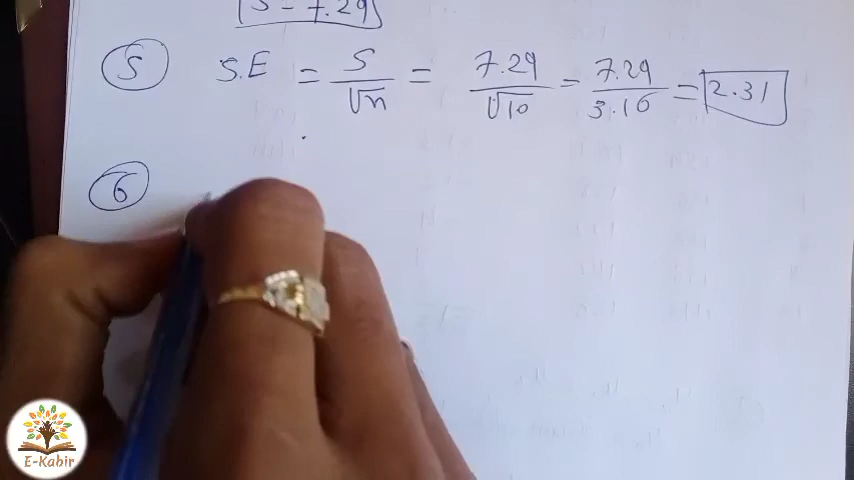 S = 7.29
5 S.E = S/√n = 7.29/√10 = 7.29/3.16 = 2.31
6
E-Kabir